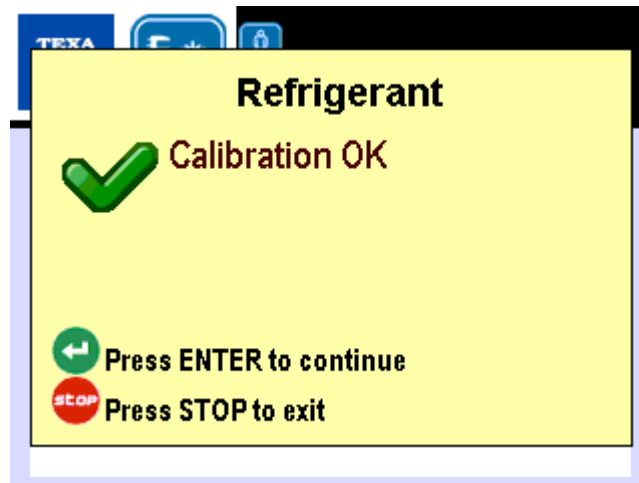 TEXA
Refrigerant
Calibration OK
Press ENTER to continue
stop Press STOP to exit